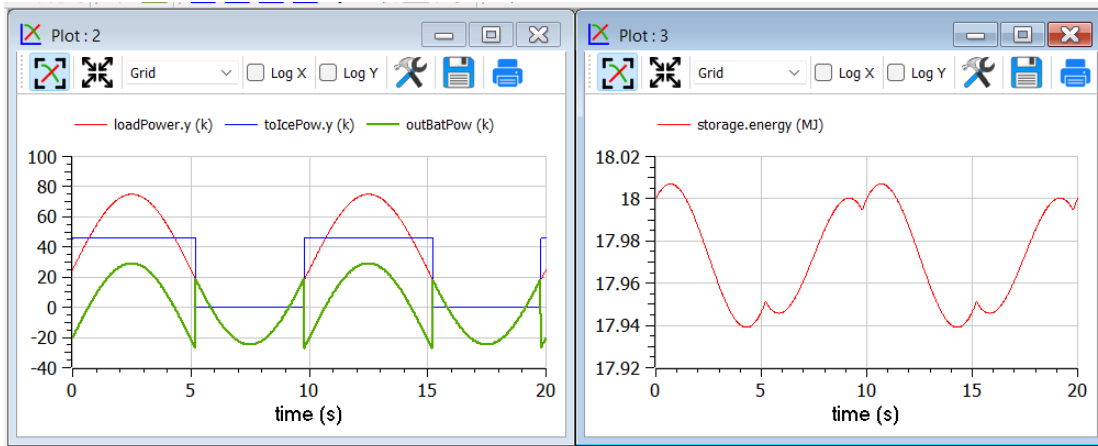 Plot : 2
Grid
Log X
Log Y
loadPower.y (k)
toIcePow.y (k)
outBatPow (k)
100
80
60
40
20
0
-20
-40
0
5
10
15
20
time (s)
Plot : 3
Grid
Log X
Log Y
storage.energy (MJ)
18.02
18
17.98
17.96
17.94
17.92
0
5
10
15
20
time (s)